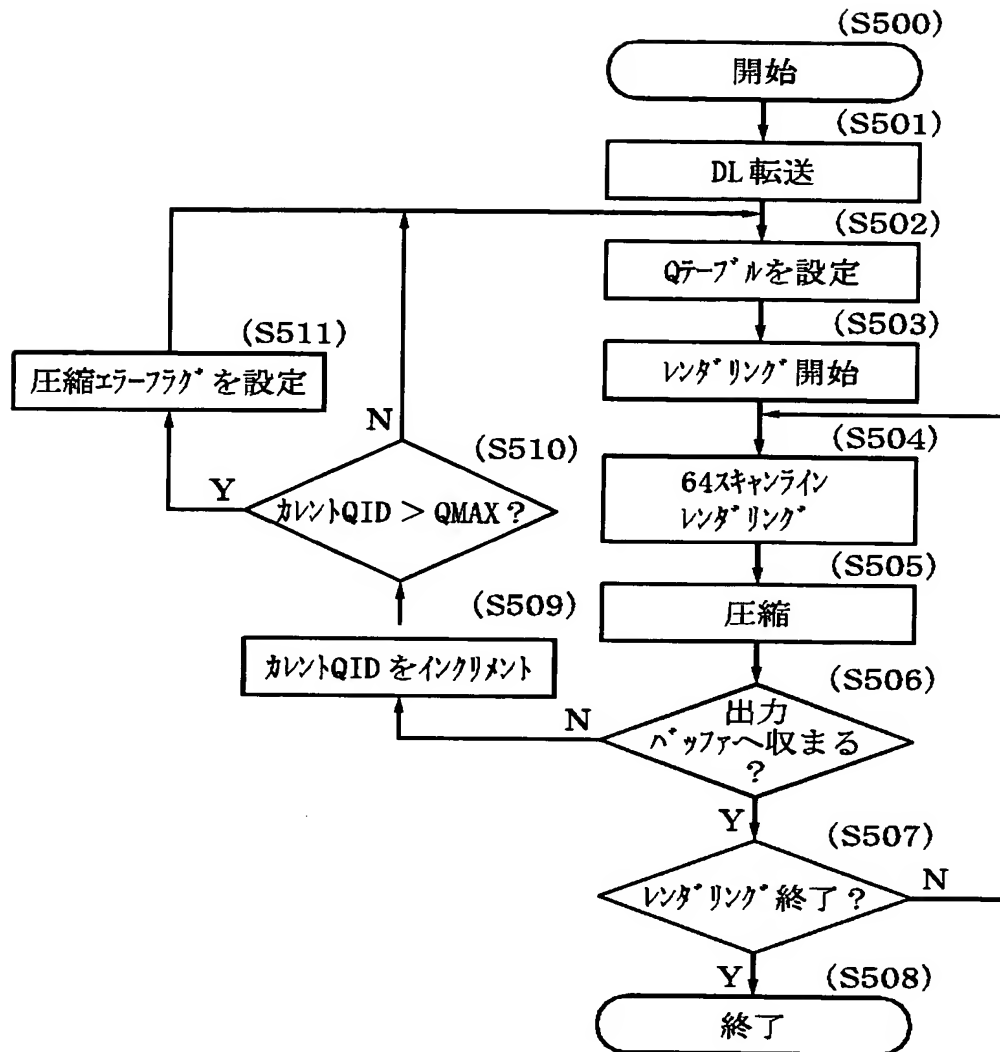 (S500)
開始
(S501)
DL転送
(S502)
Qテーブルを設定
(S503)
レンダリング開始
(S504)
64スキャンライン
レンダリング
(S505)
圧縮
(S506)
出力
バッファへ収まる
?
N
Y
(S507)
レンダリング終了?
N
Y
(S508)
終了
(S509)
カレントQIDをインクリメント
(S510)
カレントQID > QMAX?
N
Y
(S511)
圧縮エラーフラグを設定